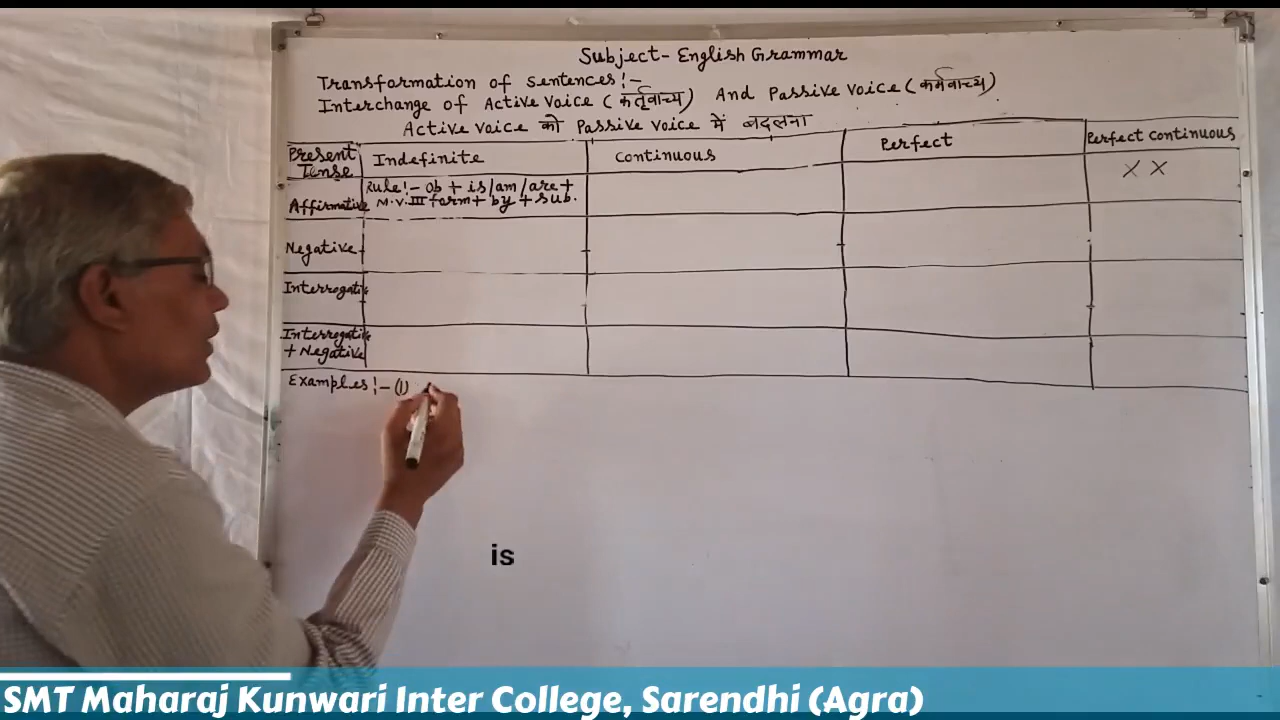 Subject- English Grammar
Transformation of sentences:-
Interchange of Active Voice (कर्तृवाच्य) And Passive Voice (कर्मवाच्य)
Active Voice को Passive Voice में बदलना
Present Tense Indefinite Continuous Perfect Perfect Continuous
X X
Affirmative Rule:- ob + is/am/are +
M.V. III form + by + sub.
Negative
Interrogative
Interrogative
+ Negative
Examples:- (1)
is
SMT Maharaj Kunwari Inter College, Sarendhi (Agra)